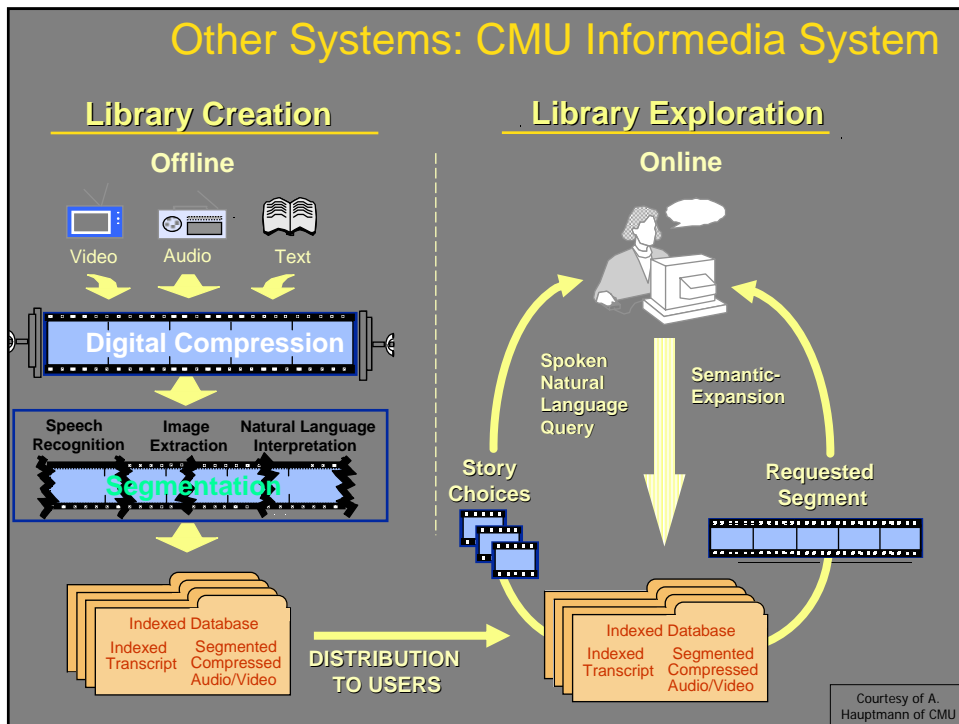 Other Systems: CMU Informedia System
Library Creation
Offline
Video
Audio
Text
Digital Compression
Speech
Recognition
Image
Extraction
Natural Language
Interpretation
Segmentation
Indexed Database
Indexed
Transcript
Segmented
Compressed
Audio/Video
DISTRIBUTION
TO USERS
Library Exploration
Online
Spoken
Natural
Language
Query
Semantic-
Expansion
Story
Choices
Requested
Segment
Indexed Database
Indexed
Transcript
Segmented
Compressed
Audio/Video
Courtesy of A.
Hauptmann of CMU